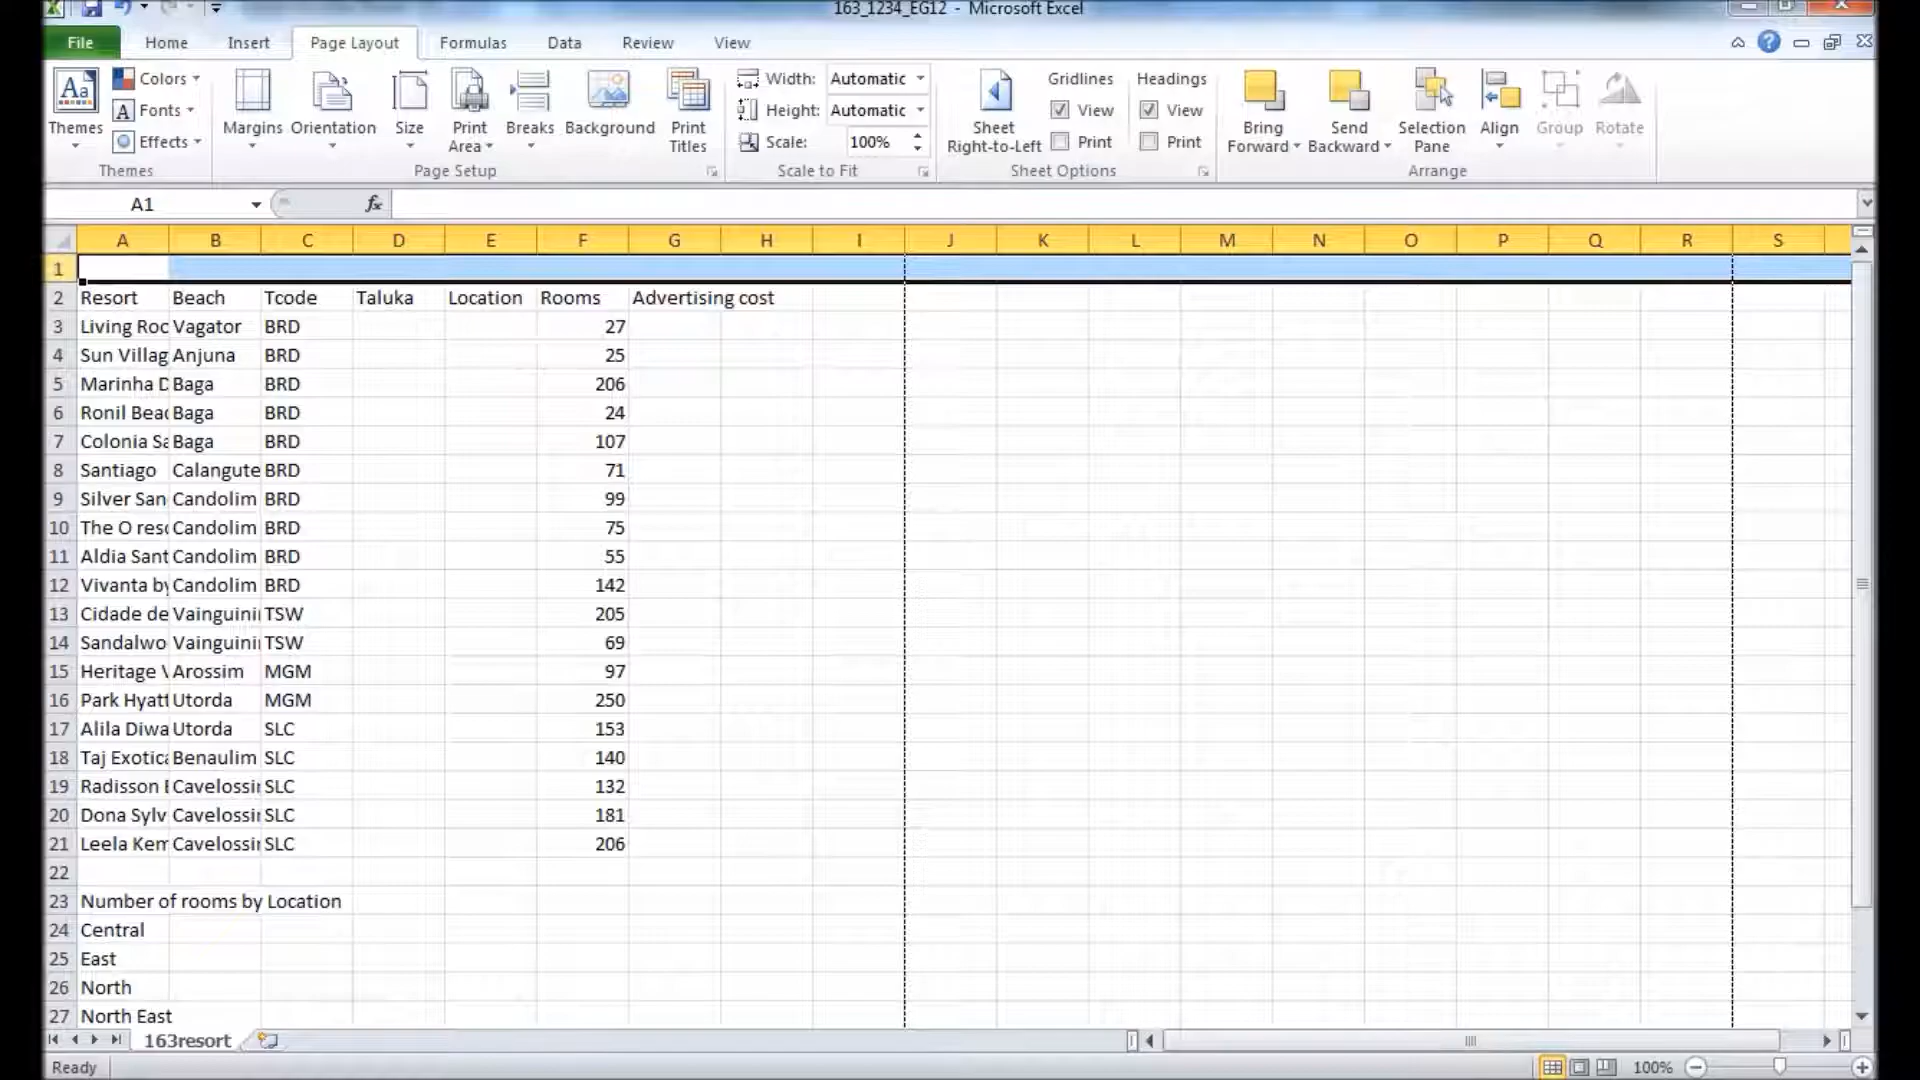 163_1234_EG12 - Microsoft Excel
File Home Insert Page Layout Formulas Data Review View
Aa Themes
Colors
A Fonts
Effects
Margins Orientation Size Print Area Breaks Background Print Titles
Width: Automatic
Height: Automatic
Scale: 100%
Sheet Right-to-Left
Gridlines Headings
View View
Print Print
Bring Forward Send Backward Selection Pane Align Group Rotate
Themes Page Setup Scale to Fit Sheet Options Arrange
A1 fx
A B C D E F G H I J K L M N O P Q R S
1
2 Resort Beach Tcode Taluka Location Rooms Advertising cost
3 Living Roo Vagator BRD 27
4 Sun Villag Anjuna BRD 25
5 Marinha D Baga BRD 206
6 Ronil Beac Baga BRD 24
7 Colonia Sa Baga BRD 107
8 Santiago Calangute BRD 71
9 Silver San Candolim BRD 99
10 The O reso Candolim BRD 75
11 Aldia Sant Candolim BRD 55
12 Vivanta by Candolim BRD 142
13 Cidade de Vainguini TSW 205
14 Sandalwo Vainguini TSW 69
15 Heritage V Arossim MGM 97
16 Park Hyatt Utorda MGM 250
17 Alila Diwa Utorda SLC 153
18 Taj Exotica Benaulim SLC 140
19 Radisson B Cavelossi SLC 132
20 Dona Sylv Cavelossi SLC 181
21 Leela Kem Cavelossi SLC 206
22
23 Number of rooms by Location
24 Central
25 East
26 North
27 North East
163resort
Ready 100%